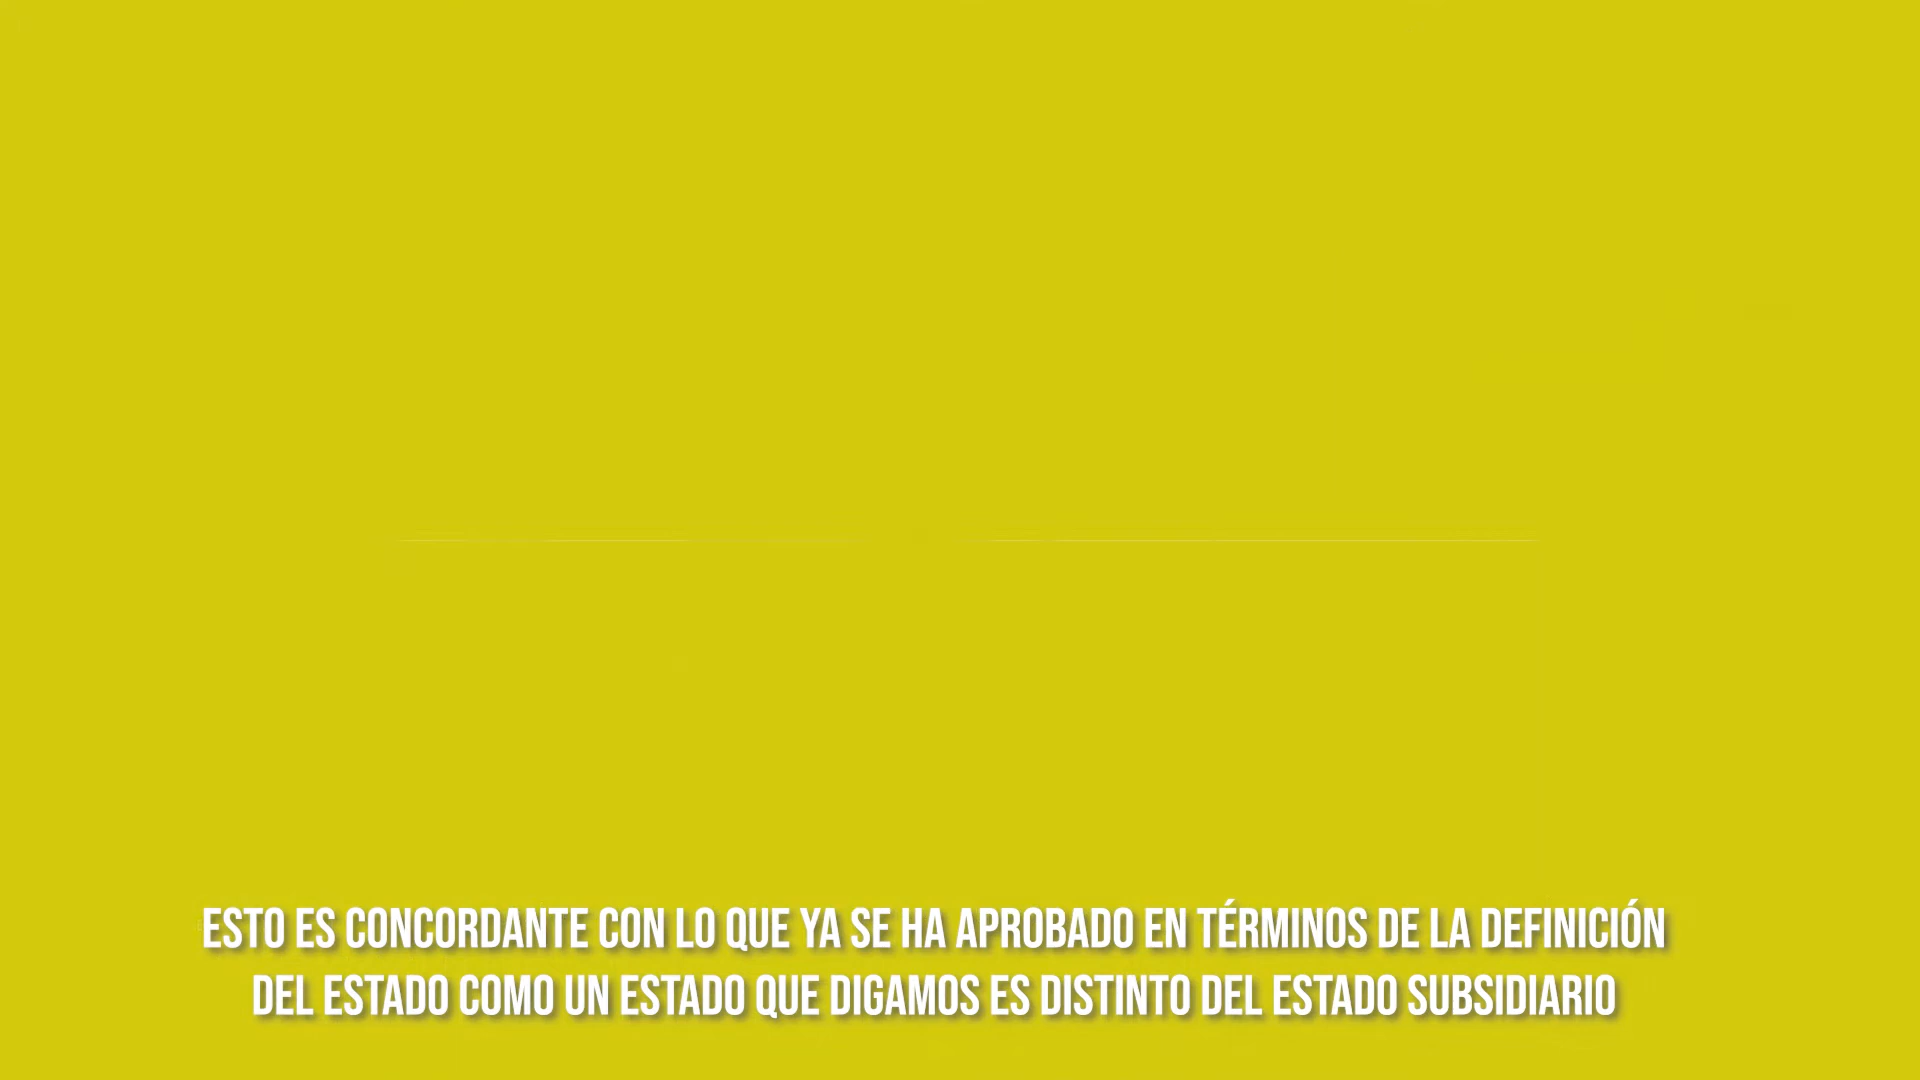 ESTO ES CONCORDANTE CON LO QUE YA SE HA APROBADO EN TÉRMINOS DE LA DEFINICIÓN
DEL ESTADO COMO UN ESTADO QUE DIGAMOS ES DISTINTO DEL ESTADO SUBSIDIARIO